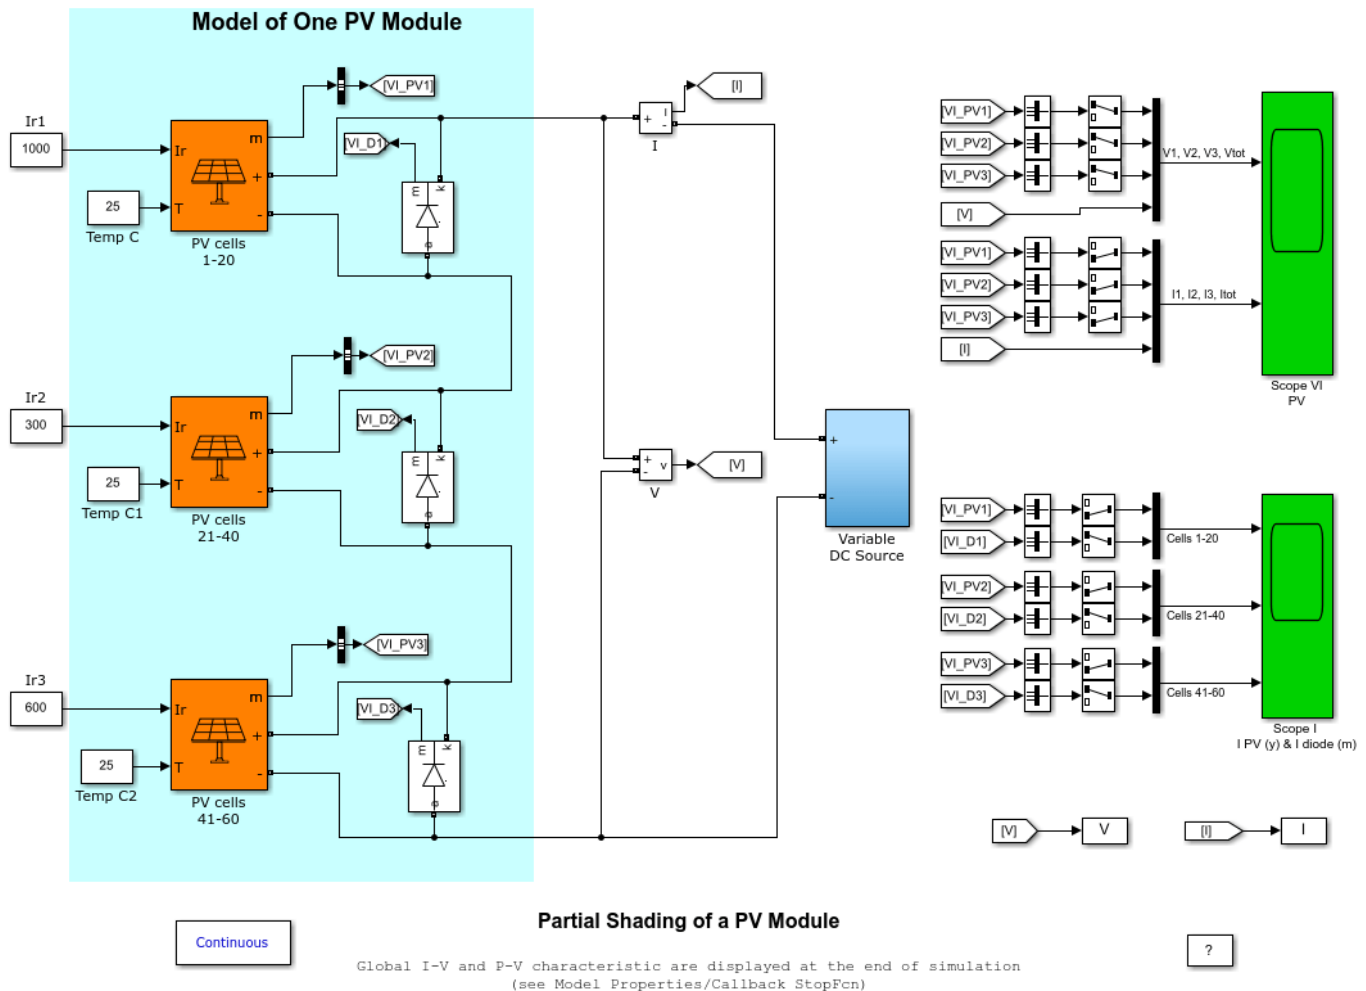 Model of One PV Module
[VI_PV1]
Ir1
1000
Ir
m
T
+
-
25
Temp C
PV cells
1-20
[VI_D1]
m
k
a
[VI_PV2]
Ir2
300
Ir
m
T
+
-
25
Temp C1
PV cells
21-40
[VI_D2]
m
k
a
[VI_PV3]
Ir3
600
Ir
m
T
+
-
25
Temp C2
PV cells
41-60
[VI_D3]
m
k
a
[I]
+
I
-
I
+
-
v
V
[V]
+
-
Variable
DC Source
[VI_PV1]
[VI_PV2]
[VI_PV3]
[V]
V1, V2, V3, Vtot
[VI_PV1]
[VI_PV2]
[VI_PV3]
[I]
I1, I2, I3, Itot
Scope VI
PV
[VI_PV1]
[VI_D1]
Cells 1-20
[VI_PV2]
[VI_D2]
Cells 21-40
[VI_PV3]
[VI_D3]
Cells 41-60
Scope I
I PV (y) & I diode (m)
[V]
V
[I]
I
Continuous
Partial Shading of a PV Module
?
Global I-V and P-V characteristic are displayed at the end of simulation
(see Model Properties/Callback StopFcn)